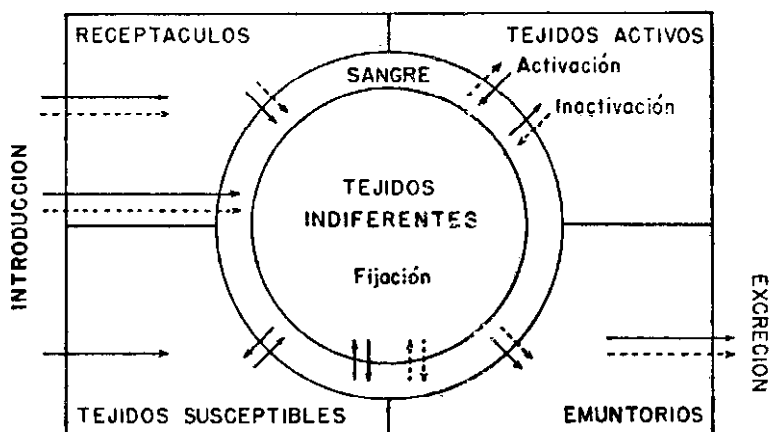 RECEPTACULOS
TEJIDOS ACTIVOS
SANGRE
Activación
Inactivación
INTRODUCCION
TEJIDOS
INDIFERENTES
Fijación
EXCRECION
TEJIDOS SUSCEPTIBLES
EMUNTORIOS